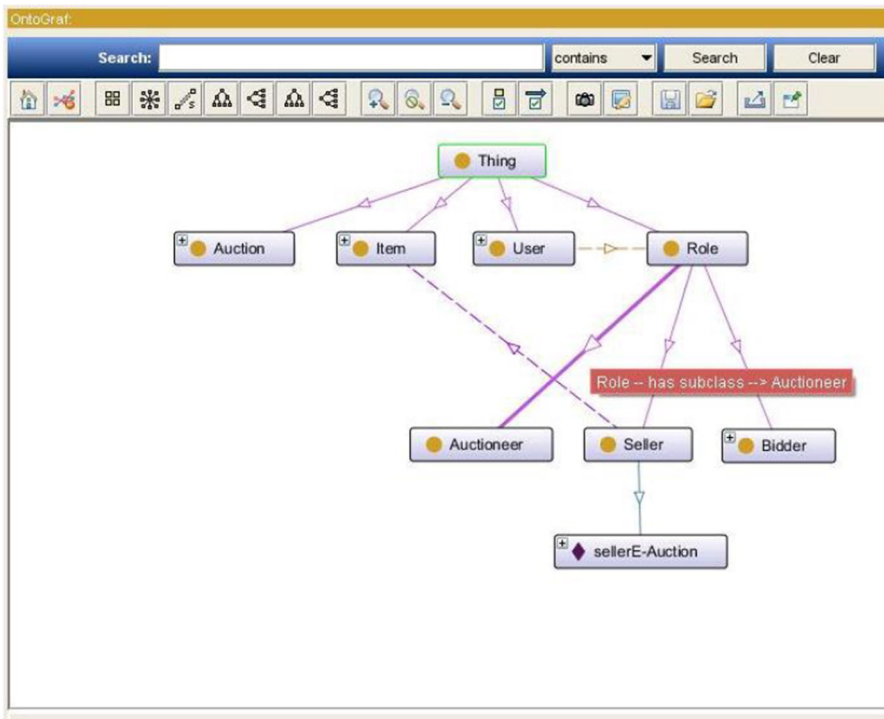 OntoGraf:
Search:
contains
Search
Clear
Thing
Auction
Item
User
Role
Role -- has subclass --> Auctioneer
Auctioneer
Seller
Bidder
sellerE-Auction